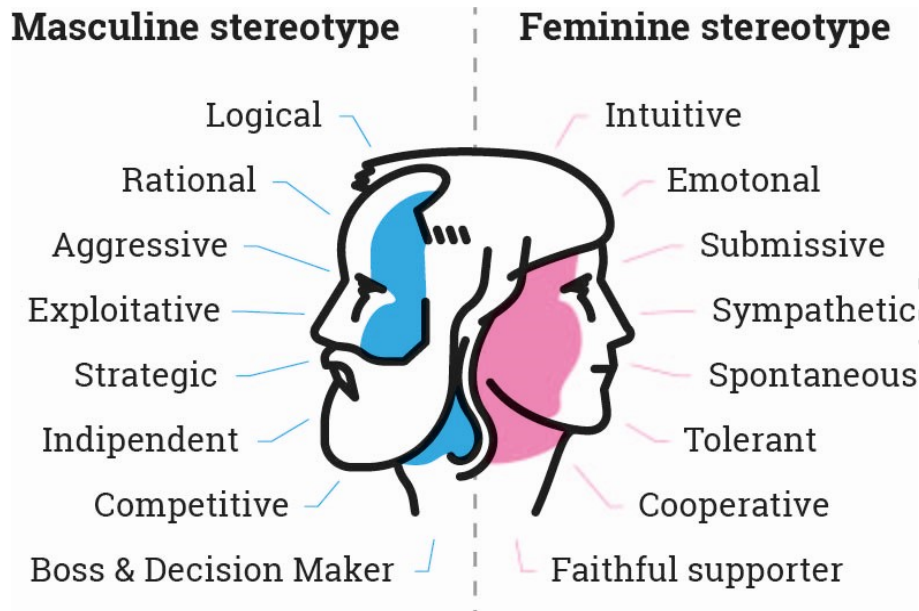 Masculine stereotype
Logical
Rational
Aggressive
Exploitative
Strategic
Indipendent
Competitive
Boss & Decision Maker
Feminine stereotype
Intuitive
Emotonal
Submissive
Sympathetic
Spontaneous
Tolerant
Cooperative
Faithful supporter